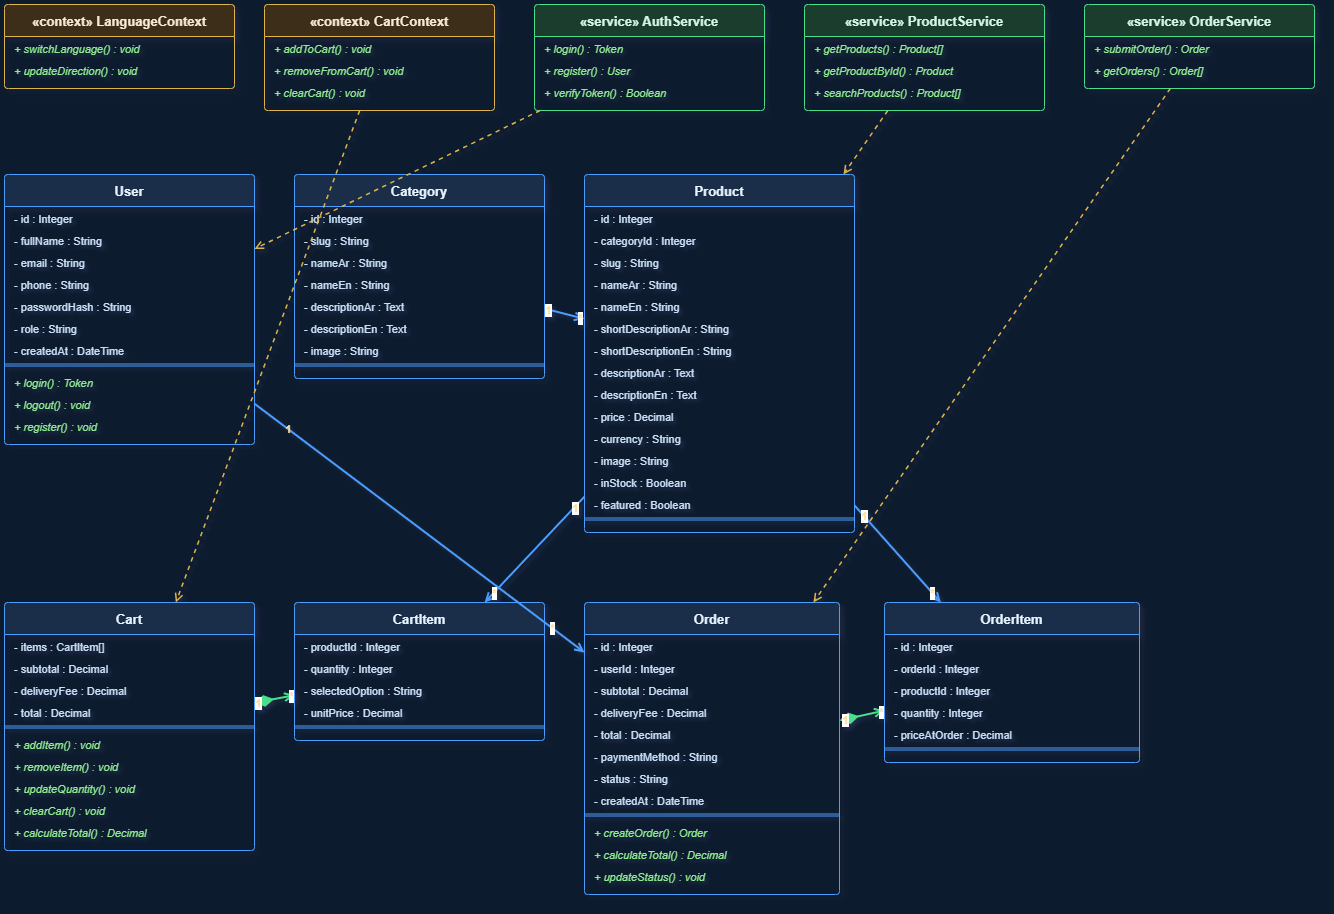 «context» LanguageContext
+ switchLanguage() : void
+ updateDirection() : void
«context» CartContext
+ addToCart() : void
+ removeFromCart() : void
+ clearCart() : void
«service» AuthService
+ login() : Token
+ register() : User
+ verifyToken() : Boolean
«service» ProductService
+ getProducts() : Product[]
+ getProductById() : Product
+ searchProducts() : Product[]
«service» OrderService
+ submitOrder() : Order
+ getOrders() : Order[]
User
- id : Integer
- fullName : String
- email : String
- phone : String
- passwordHash : String
- role : String
- createdAt : DateTime
+ login() : Token
+ logout() : void
+ register() : void
Category
- id : Integer
- slug : String
- nameAr : String
- nameEn : String
- descriptionAr : Text
- descriptionEn : Text
- image : String
Product
- id : Integer
- categoryId : Integer
- slug : String
- nameAr : String
- nameEn : String
- shortDescriptionAr : String
- shortDescriptionEn : String
- descriptionAr : Text
- descriptionEn : Text
- price : Decimal
- currency : String
- image : String
- inStock : Boolean
- featured : Boolean
1
Cart
- items : CartItem[]
- subtotal : Decimal
- deliveryFee : Decimal
- total : Decimal
+ addItem() : void
+ removeItem() : void
+ updateQuantity() : void
+ clearCart() : void
+ calculateTotal() : Decimal
CartItem
- productId : Integer
- quantity : Integer
- selectedOption : String
- unitPrice : Decimal
Order
- id : Integer
- userId : Integer
- subtotal : Decimal
- deliveryFee : Decimal
- total : Decimal
- paymentMethod : String
- status : String
- createdAt : DateTime
+ createOrder() : Order
+ calculateTotal() : Decimal
+ updateStatus() : void
OrderItem
- id : Integer
- orderId : Integer
- productId : Integer
- quantity : Integer
- priceAtOrder : Decimal